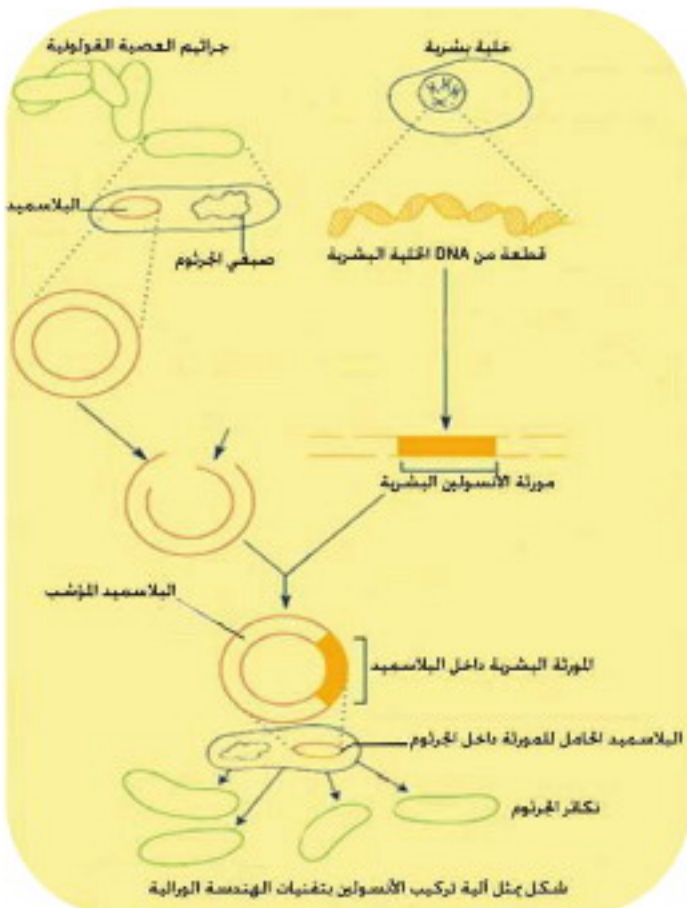 جراثيم العصية القولونية
خلية بشرية
البلاسميد
صبغي الجرثوم
قطعة من DNA الخلية البشرية
مورثة الأنسولين البشرية
البلاسميد المؤشب
المورثة البشرية داخل البلاسميد
البلاسميد الحامل للمورثة داخل الجرثوم
تكاثر الجرثوم
شكل يمثل آلية تركيب الأنسولين بتقنيات الهندسة الوراثية